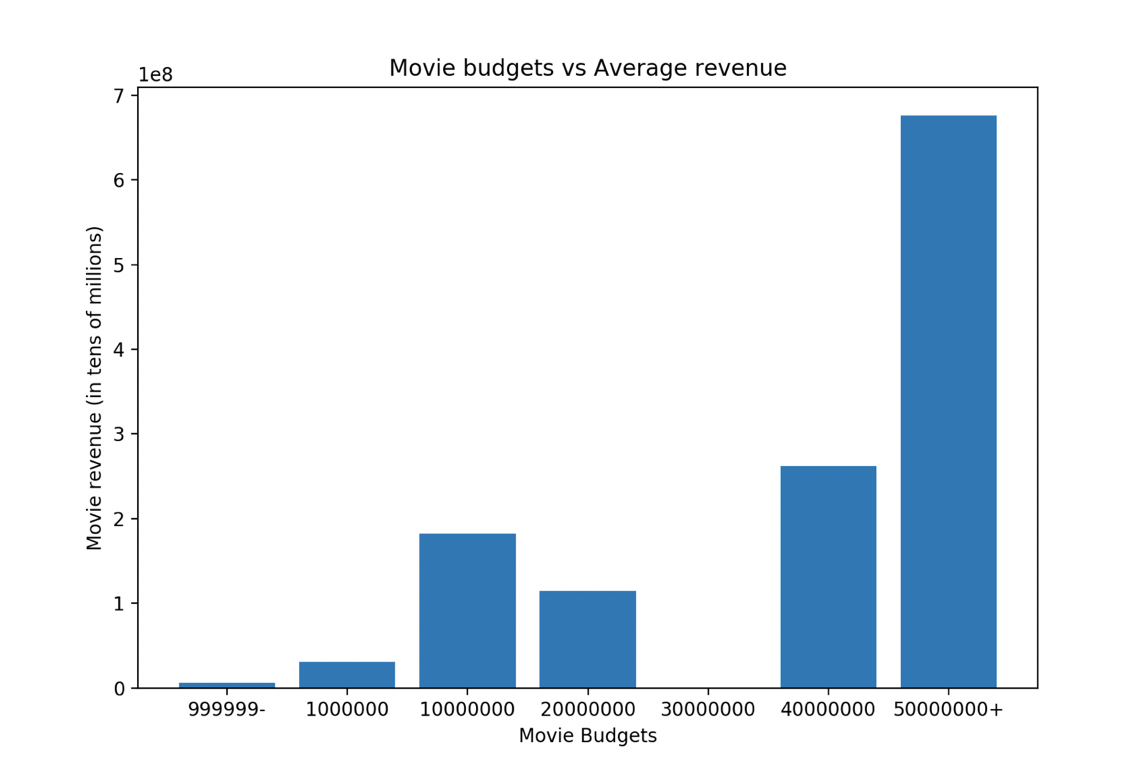 Movie budgets vs Average revenue
1e8
7
6
5
4
3
2
1
0
Movie revenue (in tens of millions)
999999- 1000000 10000000 20000000 30000000 40000000 50000000+
Movie Budgets